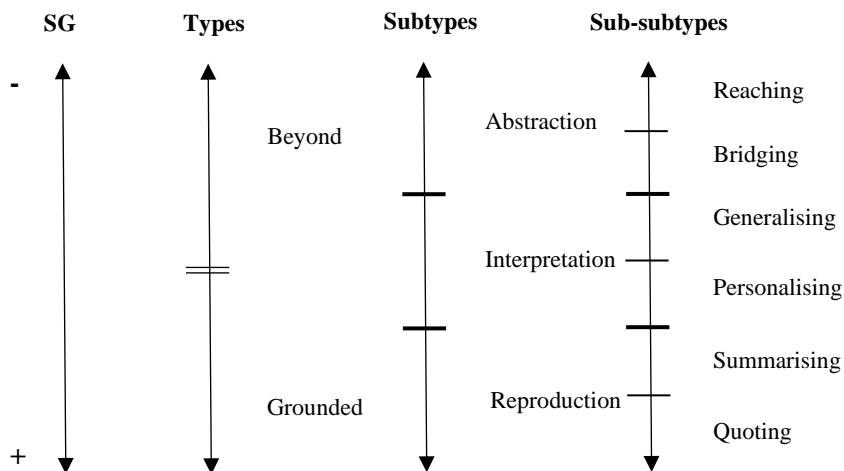 SG Types Subtypes Sub-subtypes
-
Reaching
Abstraction
Beyond
Bridging
Generalising
Interpretation
Personalising
Summarising
Grounded
Reproduction
Quoting
+